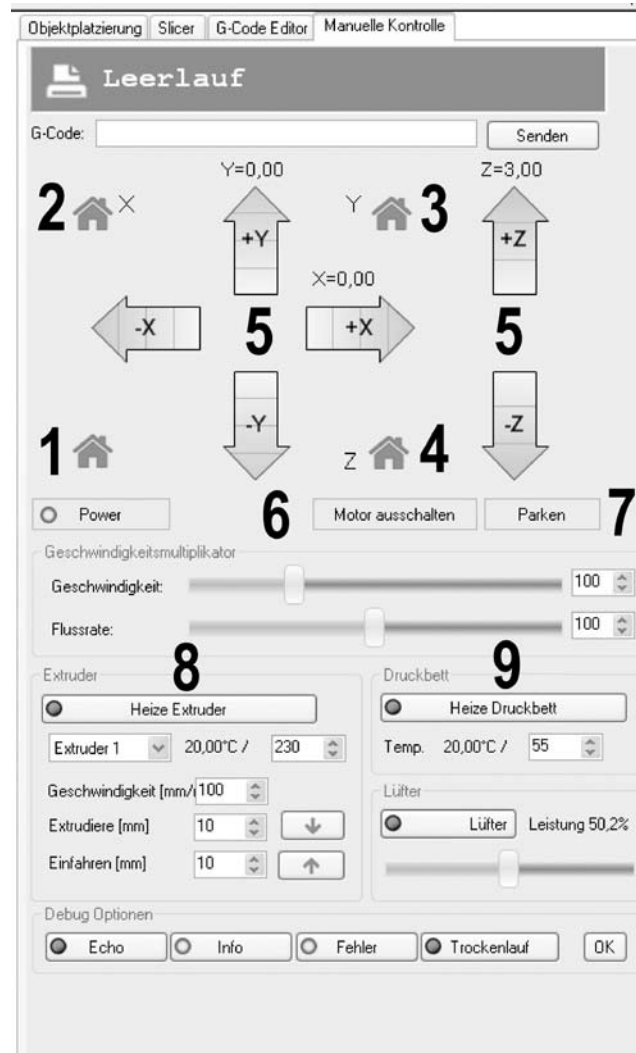 Objektplatzierung Slicer G-Code Editor Manuelle Kontrolle
Leerlauf
G-Code: Senden
Y=0,00 Z=3,00
2 X Y 3
+Y +Z
X=0,00
-X 5 +X 5
-Y -Z
1 Z 4
Power 6 Motor ausschalten Parken 7
Geschwindigkeitsmultiplikator
Geschwindigkeit: 100
Flussrate: 100
Extruder 8 Druckbett 9
Heize Extruder Heize Druckbett
Extruder 1 20,00°C / 230 Temp. 20,00°C / 55
Geschwindigkeit [mm/ 100
Lüfter
Extrudiere [mm] 10 Lüfter Leistung 50,2%
Einfahren [mm] 10
Debug Optionen
Echo Info Fehler Trockenlauf OK